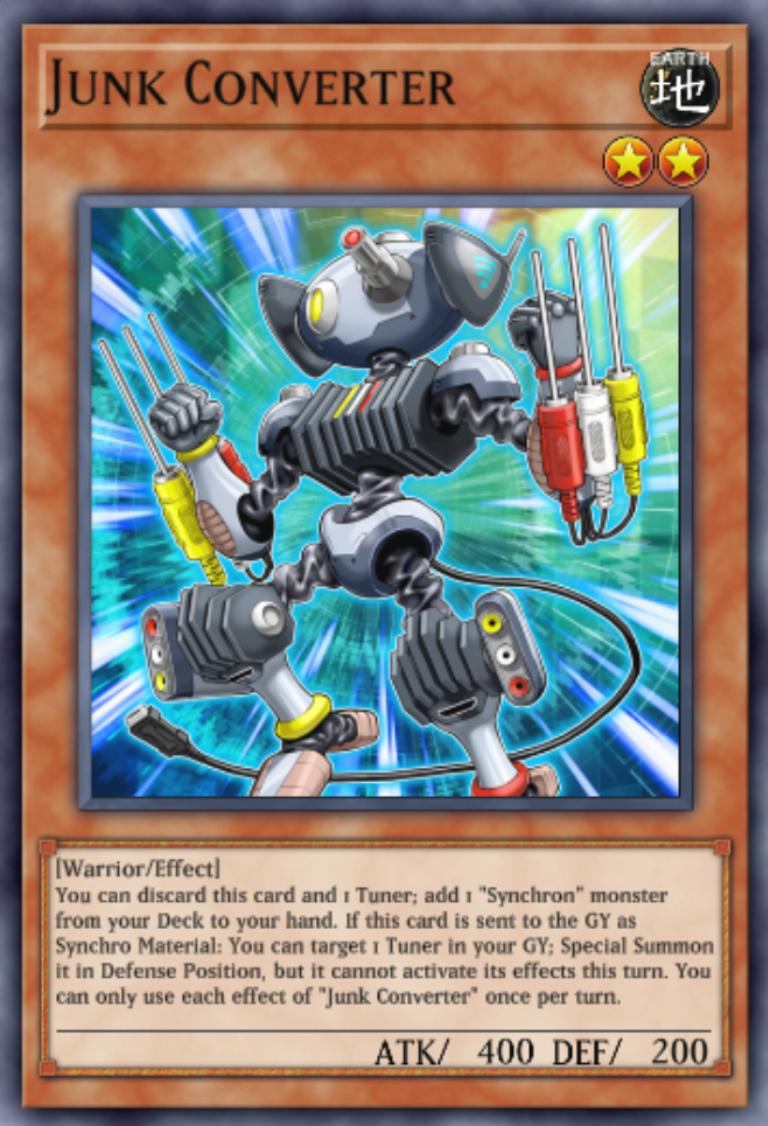 JUNK CONVERTER
EARTH
地
[Warrior/Effect]
You can discard this card and 1 Tuner; add 1 "Synchron" monster
from your Deck to your hand. If this card is sent to the GY as
Synchro Material: You can target 1 Tuner in your GY; Special Summon
it in Defense Position, but it cannot activate its effects this turn. You
can only use each effect of "Junk Converter" once per turn.
ATK/ 400 DEF/ 200